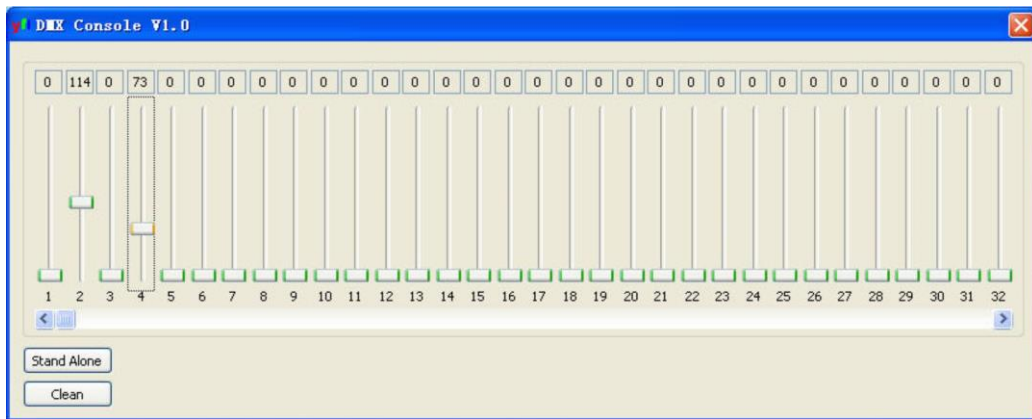 DMX Console V1.0
0 114 0 73 0 0 0 0 0 0 0 0 0 0 0 0 0 0 0 0 0 0 0 0 0 0 0 0 0 0 0 0
1 2 3 4 5 6 7 8 9 10 11 12 13 14 15 16 17 18 19 20 21 22 23 24 25 26 27 28 29 30 31 32
Stand Alone
Clean